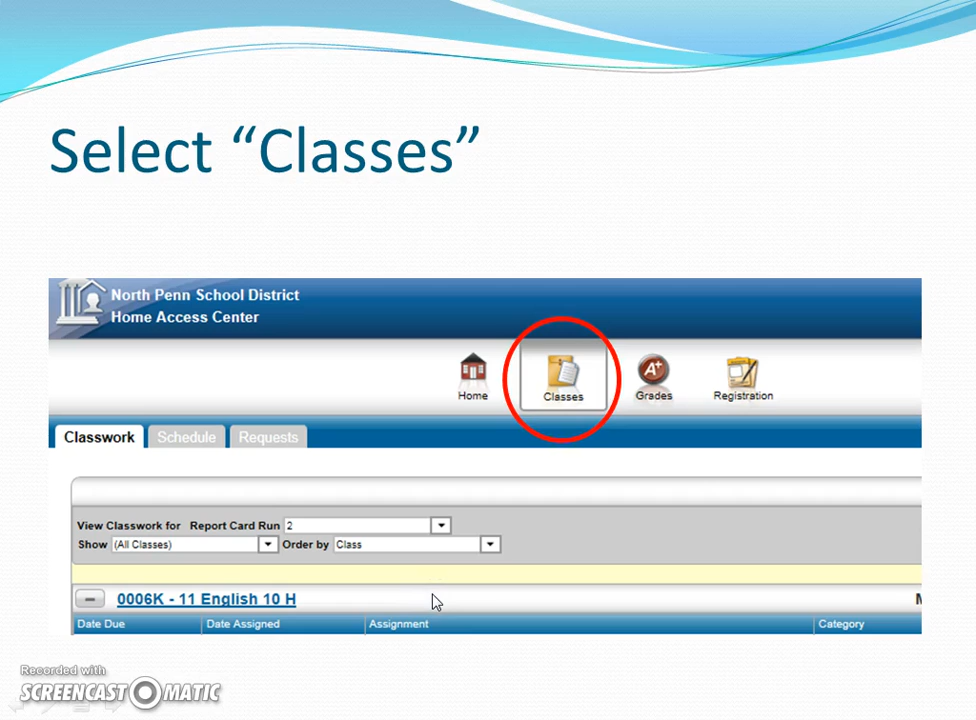 Select “Classes”
North Penn School District
Home Access Center
Home Classes Grades Registration
Classwork Schedule Requests
View Classwork for Report Card Run 2
Show (All Classes) Order by Class
0006K - 11 English 10 H
Date Due Date Assigned Assignment Category
Recorded with
SCREENCAST-O-MATIC